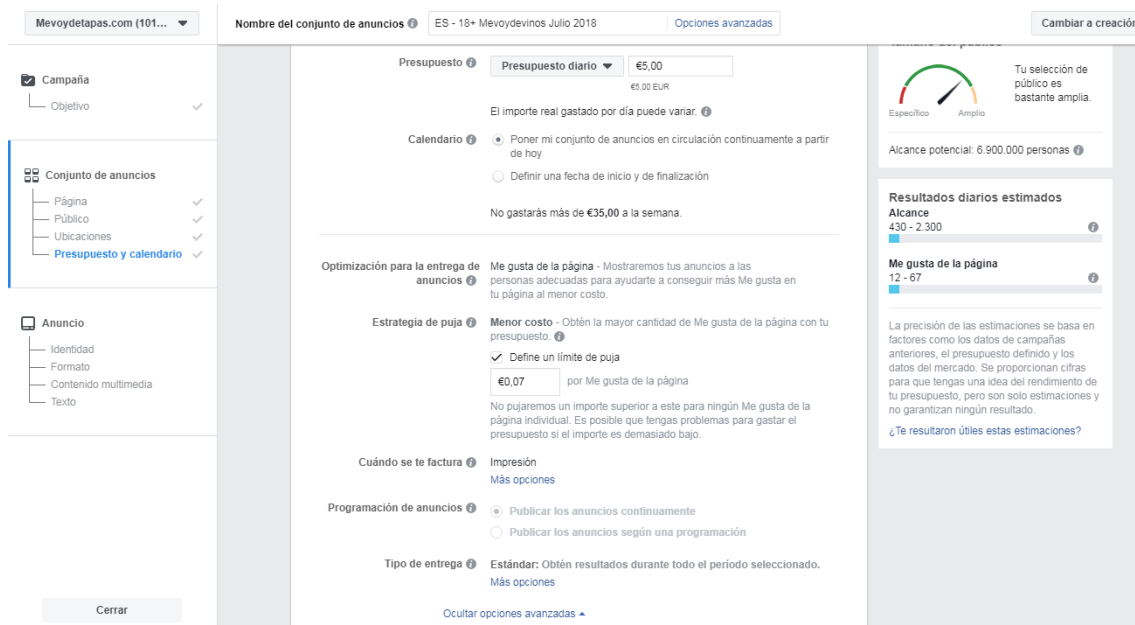 Mevoydetapas.com (101...
Nombre del conjunto de anuncios
ES - 18+ Mevoydevinos Julio 2018
Opciones avanzadas
Cambiar a creación
Campaña
Objetivo
Conjunto de anuncios
Página
Público
Ubicaciones
Presupuesto y calendario
Anuncio
Identidad
Formato
Contenido multimedia
Texto
Cerrar
Presupuesto
Presupuesto diario
€5,00
€5,00 EUR
El importe real gastado por día puede variar.
Calendario
Poner mi conjunto de anuncios en circulación continuamente a partir
de hoy
Definir una fecha de inicio y de finalización
No gastarás más de €35,00 a la semana.
Optimización para la entrega de
anuncios
Me gusta de la página - Mostraremos tus anuncios a las
personas adecuadas para ayudarte a conseguir más Me gusta en
tu página al menor costo.
Estrategia de puja
Menor costo - Obtén la mayor cantidad de Me gusta de la página con tu
presupuesto.
Define un límite de puja
€0,07
por Me gusta de la página
No pujaremos un importe superior a este para ningún Me gusta de la
página individual. Es posible que tengas problemas para gastar el
presupuesto si el importe es demasiado bajo.
Cuándo se te factura
Impresión
Más opciones
Programación de anuncios
Publicar los anuncios continuamente
Publicar los anuncios según una programación
Tipo de entrega
Estándar: Obtén resultados durante todo el período seleccionado.
Más opciones
Ocultar opciones avanzadas
Tamaño del público
Específico
Amplio
Tu selección de
público es
bastante amplia.
Alcance potencial: 6.900.000 personas
Resultados diarios estimados
Alcance
430 - 2.300
Me gusta de la página
12 - 67
La precisión de las estimaciones se basa en
factores como los datos de campañas
anteriores, el presupuesto definido y los
datos del mercado. Se proporcionan cifras
para que tengas una idea del rendimiento de
tu presupuesto, pero son solo estimaciones y
no garantizan ningún resultado.
¿Te resultaron útiles estas estimaciones?